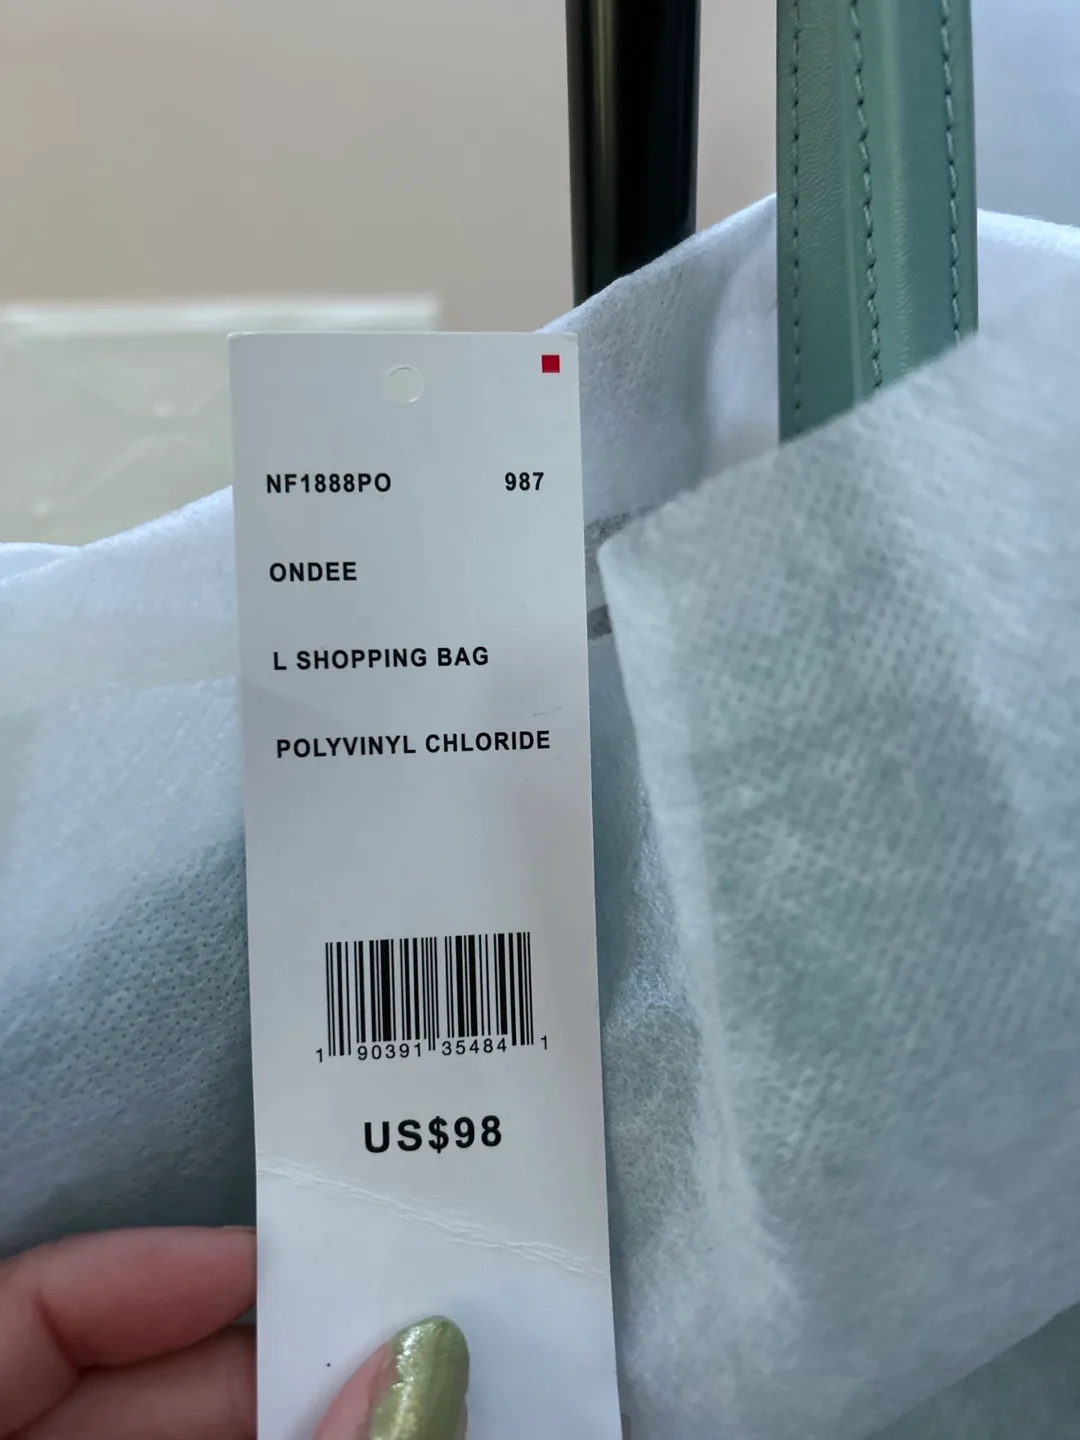 NF1888PO 987
ONDEE
L SHOPPING BAG
POLYVINYL CHLORIDE
1 90391 35484 1
US$98